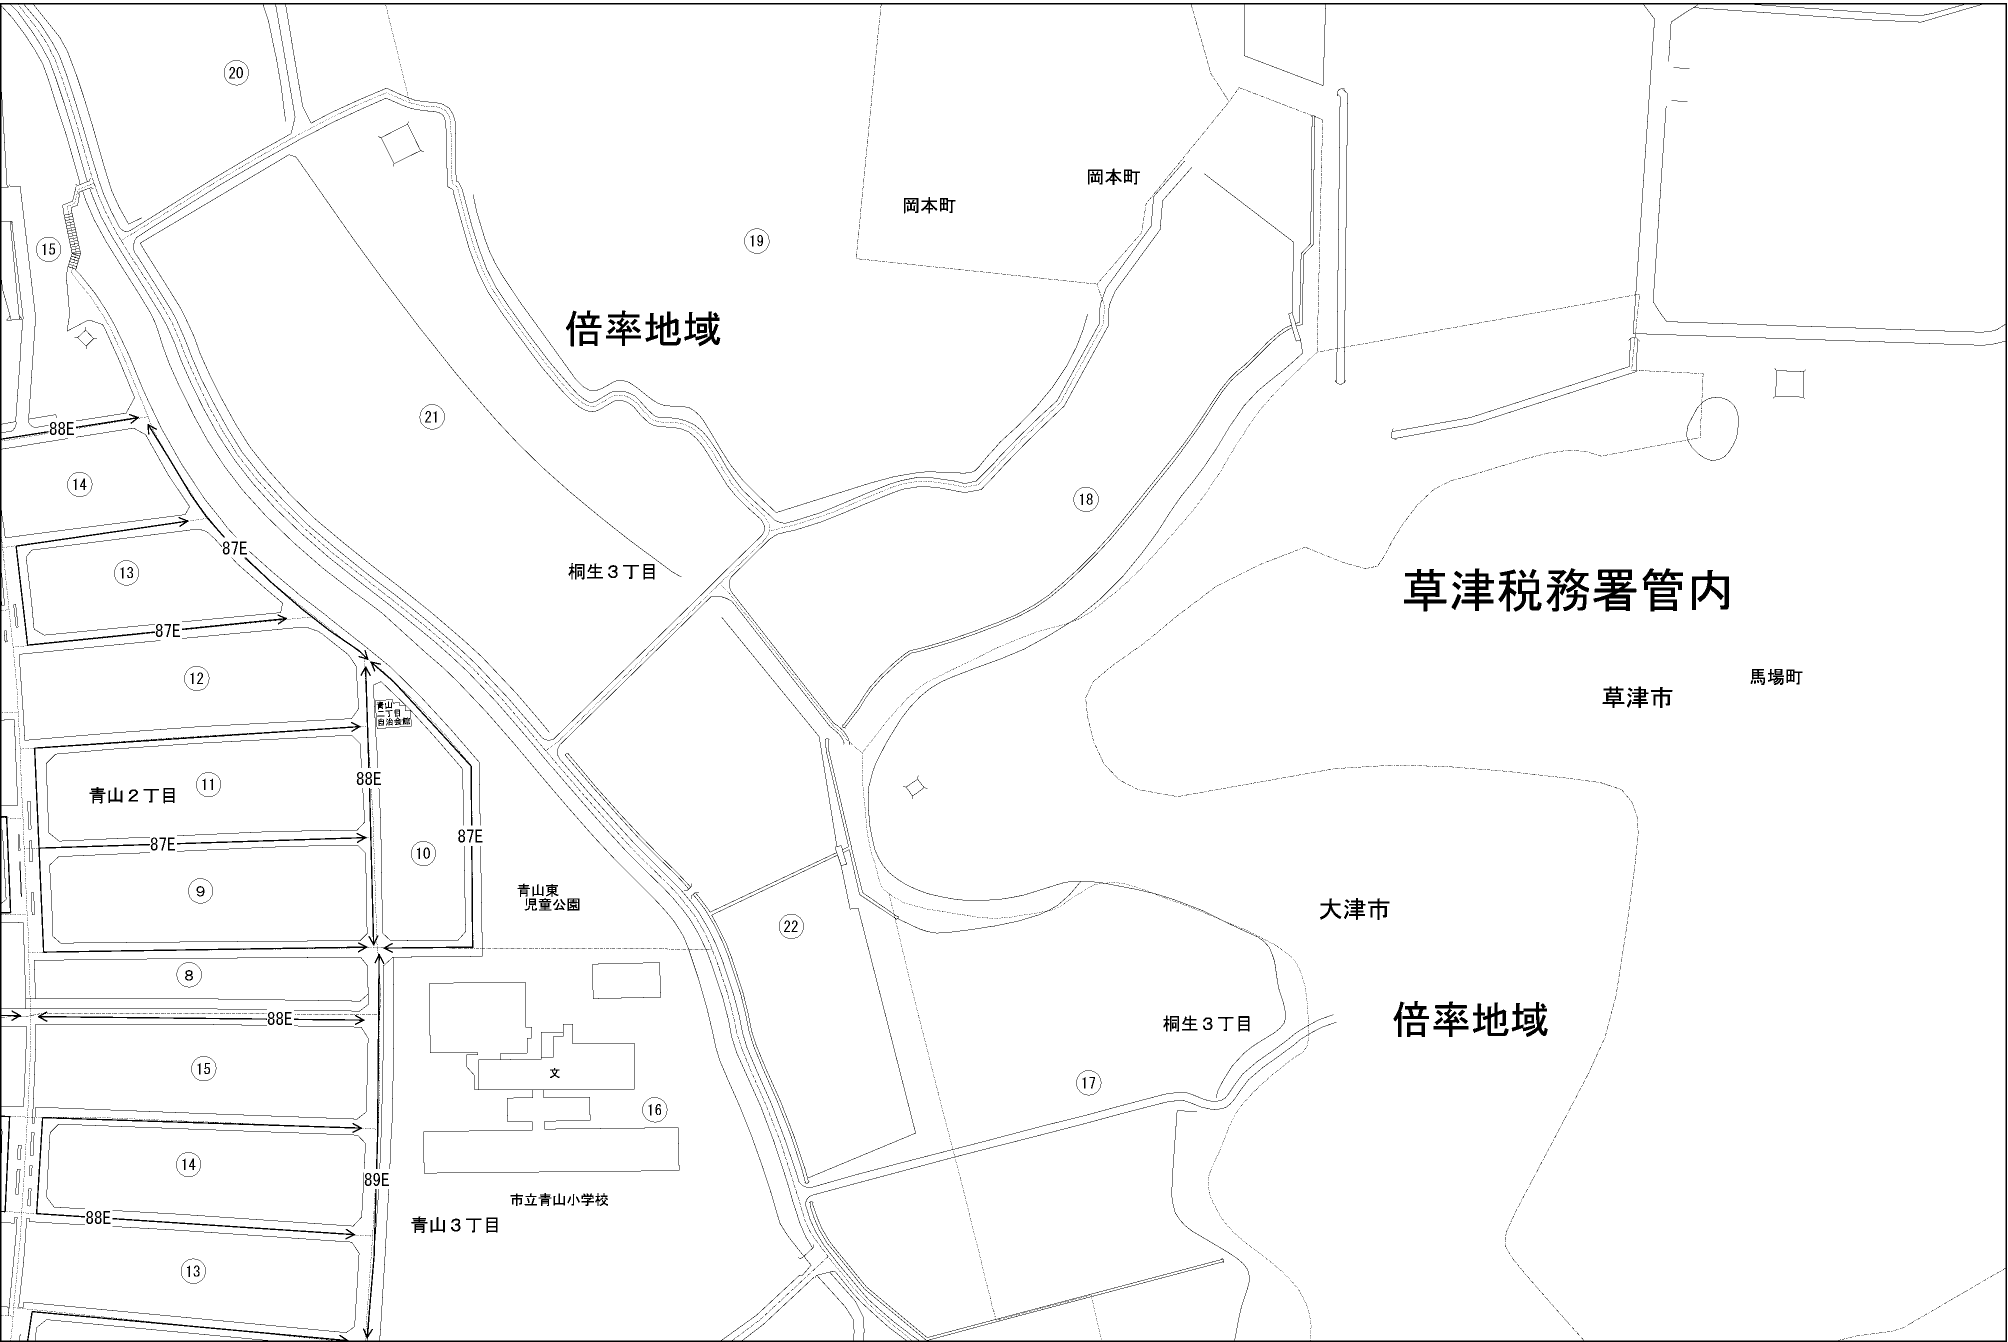 ⑳
岡本町
岡本町
⑮
⑲
倍率地域
㉑
88E
⑭
⑱
87E
⑬
桐生３丁目
草津税務署管内
87E
⑫
馬場町
草津市
青山
二丁目
自治会館
88E
⑪
青山２丁目
87E
87E
⑩
⑨
青山東
児童公園
大津市
㉒
⑧
88E
桐生３丁目
倍率地域
⑮
文
⑰
⑯
⑭
89E
市立青山小学校
88E
青山３丁目
⑬